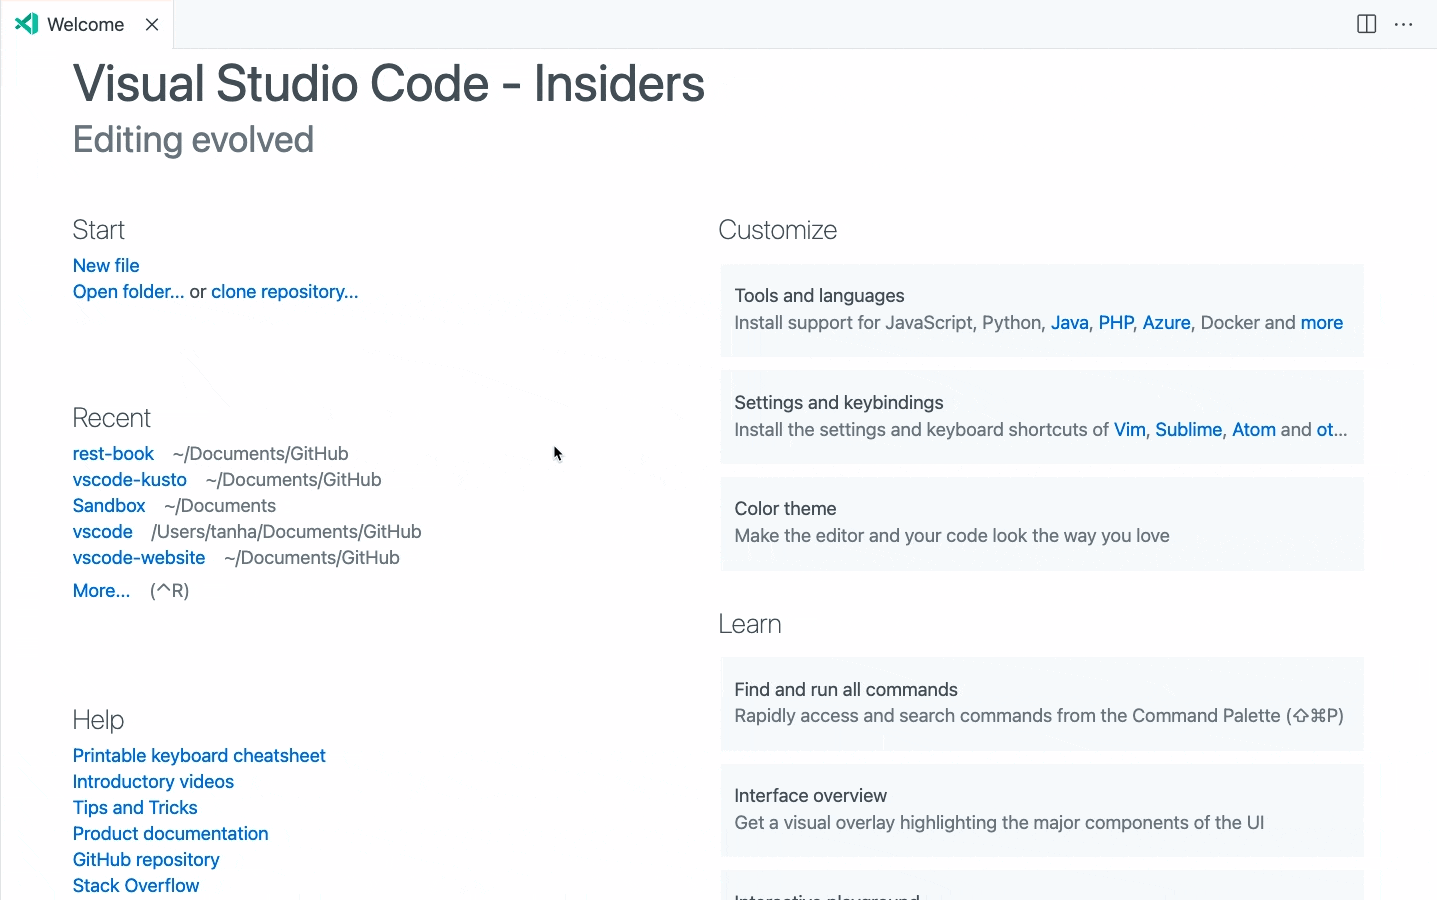 Welcome
Visual Studio Code - Insiders
Editing evolved
Start
New file
Open folder... or clone repository...
Recent
rest-book ~/Documents/GitHub
vscode-kusto ~/Documents/GitHub
Sandbox ~/Documents
vscode /Users/tanha/Documents/GitHub
vscode-website ~/Documents/GitHub
More... (^R)
Help
Printable keyboard cheatsheet
Introductory videos
Tips and Tricks
Product documentation
GitHub repository
Stack Overflow
Customize
Tools and languages
Install support for JavaScript, Python, Java, PHP, Azure, Docker and more
Settings and keybindings
Install the settings and keyboard shortcuts of Vim, Sublime, Atom and ot...
Color theme
Make the editor and your code look the way you love
Learn
Find and run all commands
Rapidly access and search commands from the Command Palette (⇧⌘P)
Interface overview
Get a visual overlay highlighting the major components of the UI